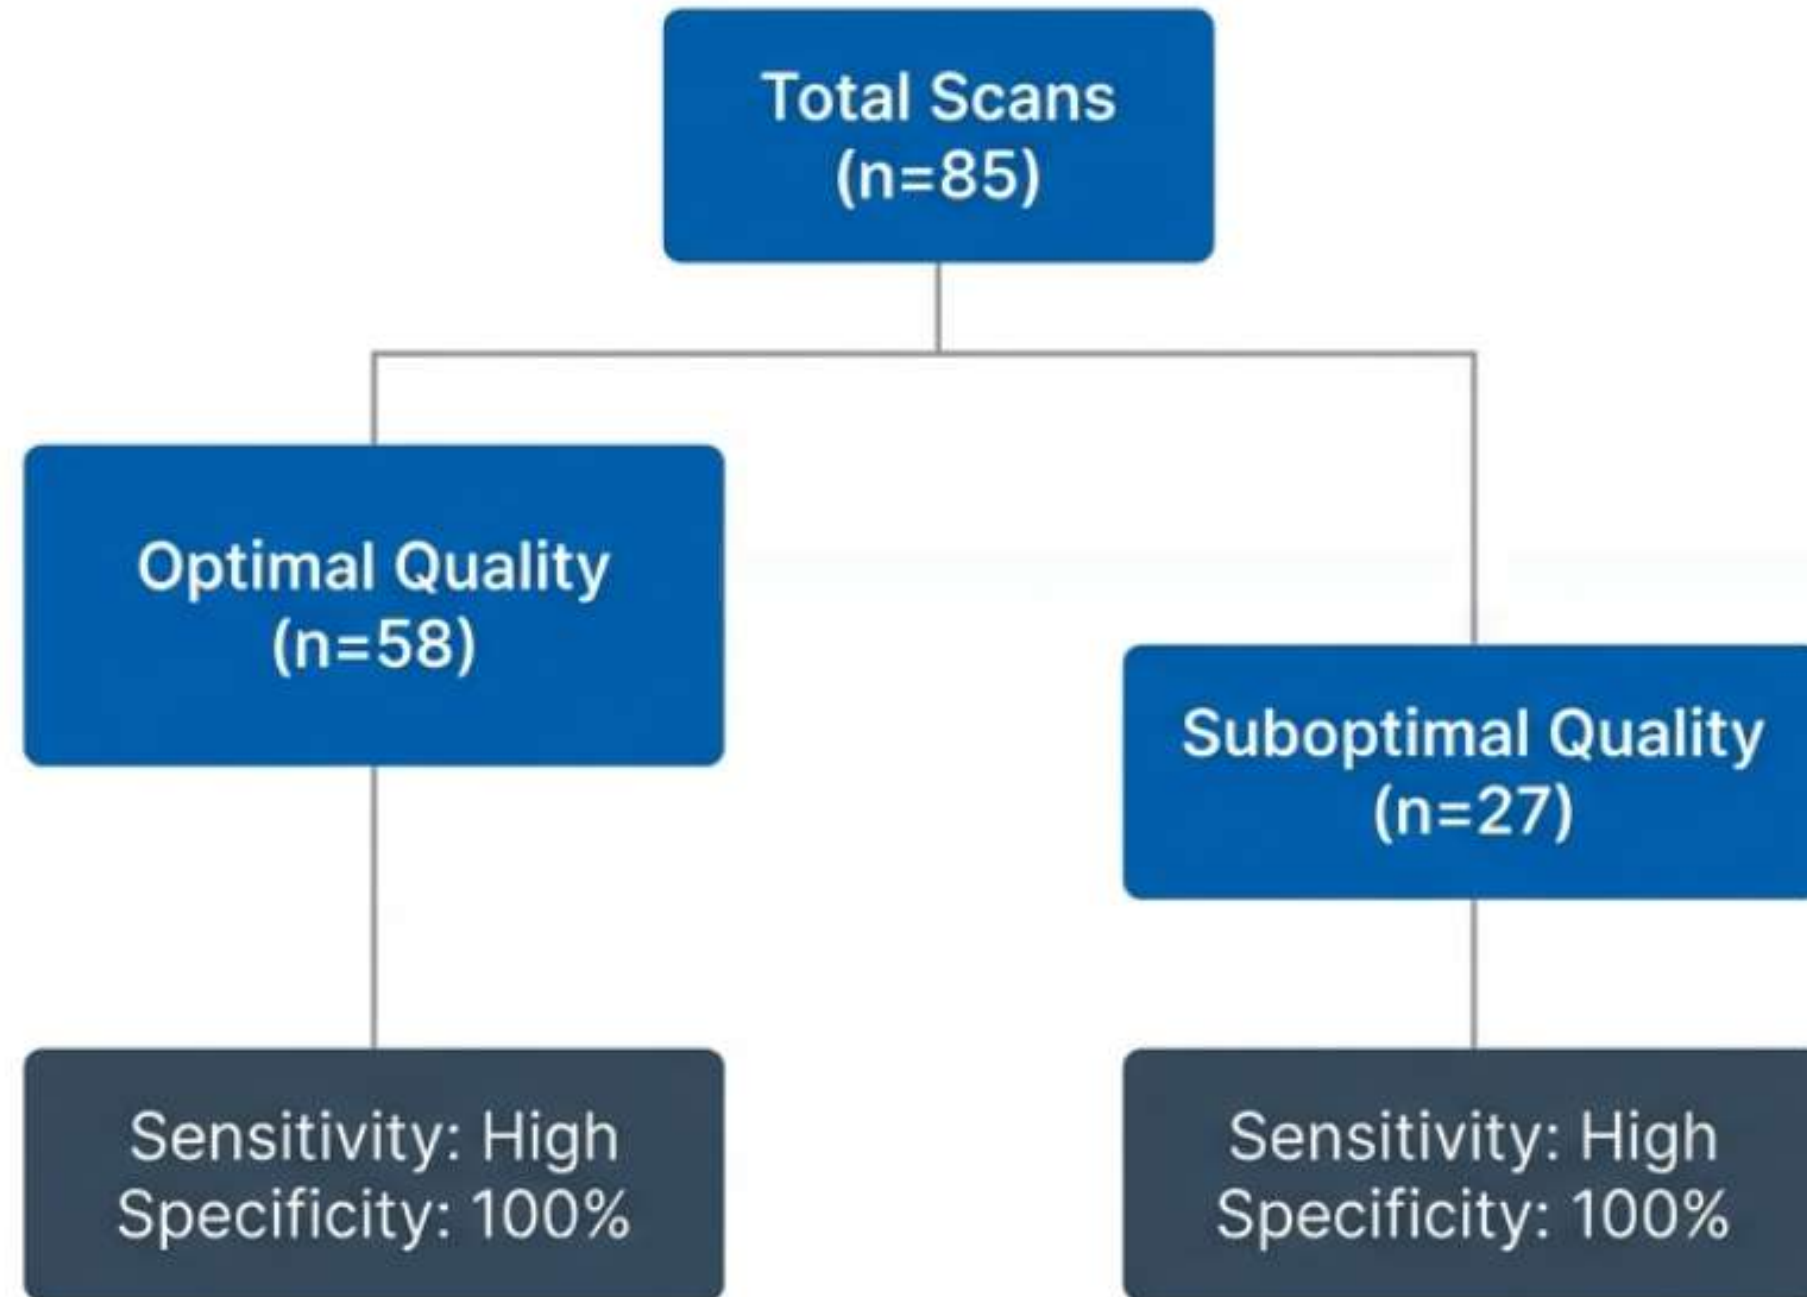 Total Scans
(n=85)
Optimal Quality
(n=58)
Suboptimal Quality
(n=27)
Sensitivity: High
Specificity: 100%
Sensitivity: High
Specificity: 100%